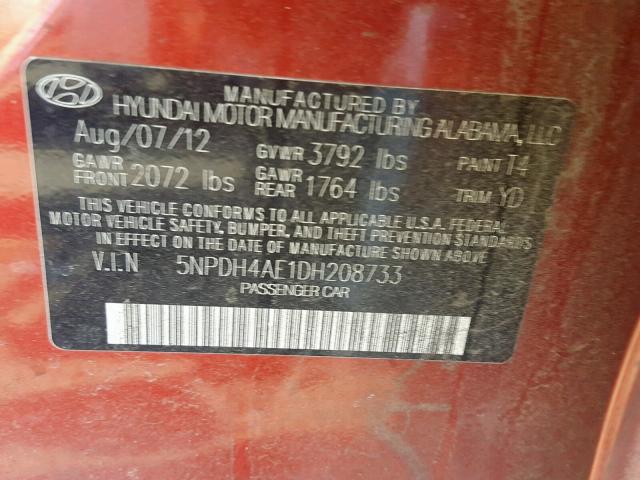 MANUFACTURED BY
HYUNDAI MOTOR MANUFACTURING ALABAMA, LLC
Aug/07/12 GVWR 3792 lbs PAINT T4
GAWR FRONT 2072 lbs GAWR REAR 1764 lbs TRIM YD
THIS VEHICLE CONFORMS TO ALL APPLICABLE U.S.A. FEDERAL
MOTOR VEHICLE SAFETY, BUMPER, AND THEFT PREVENTION
STANDARDS IN EFFECT ON THE DATE OF MANUFACTURE SHOWN ABOVE.
V.I.N 5NPDH4AE1DH208733
PASSENGER CAR